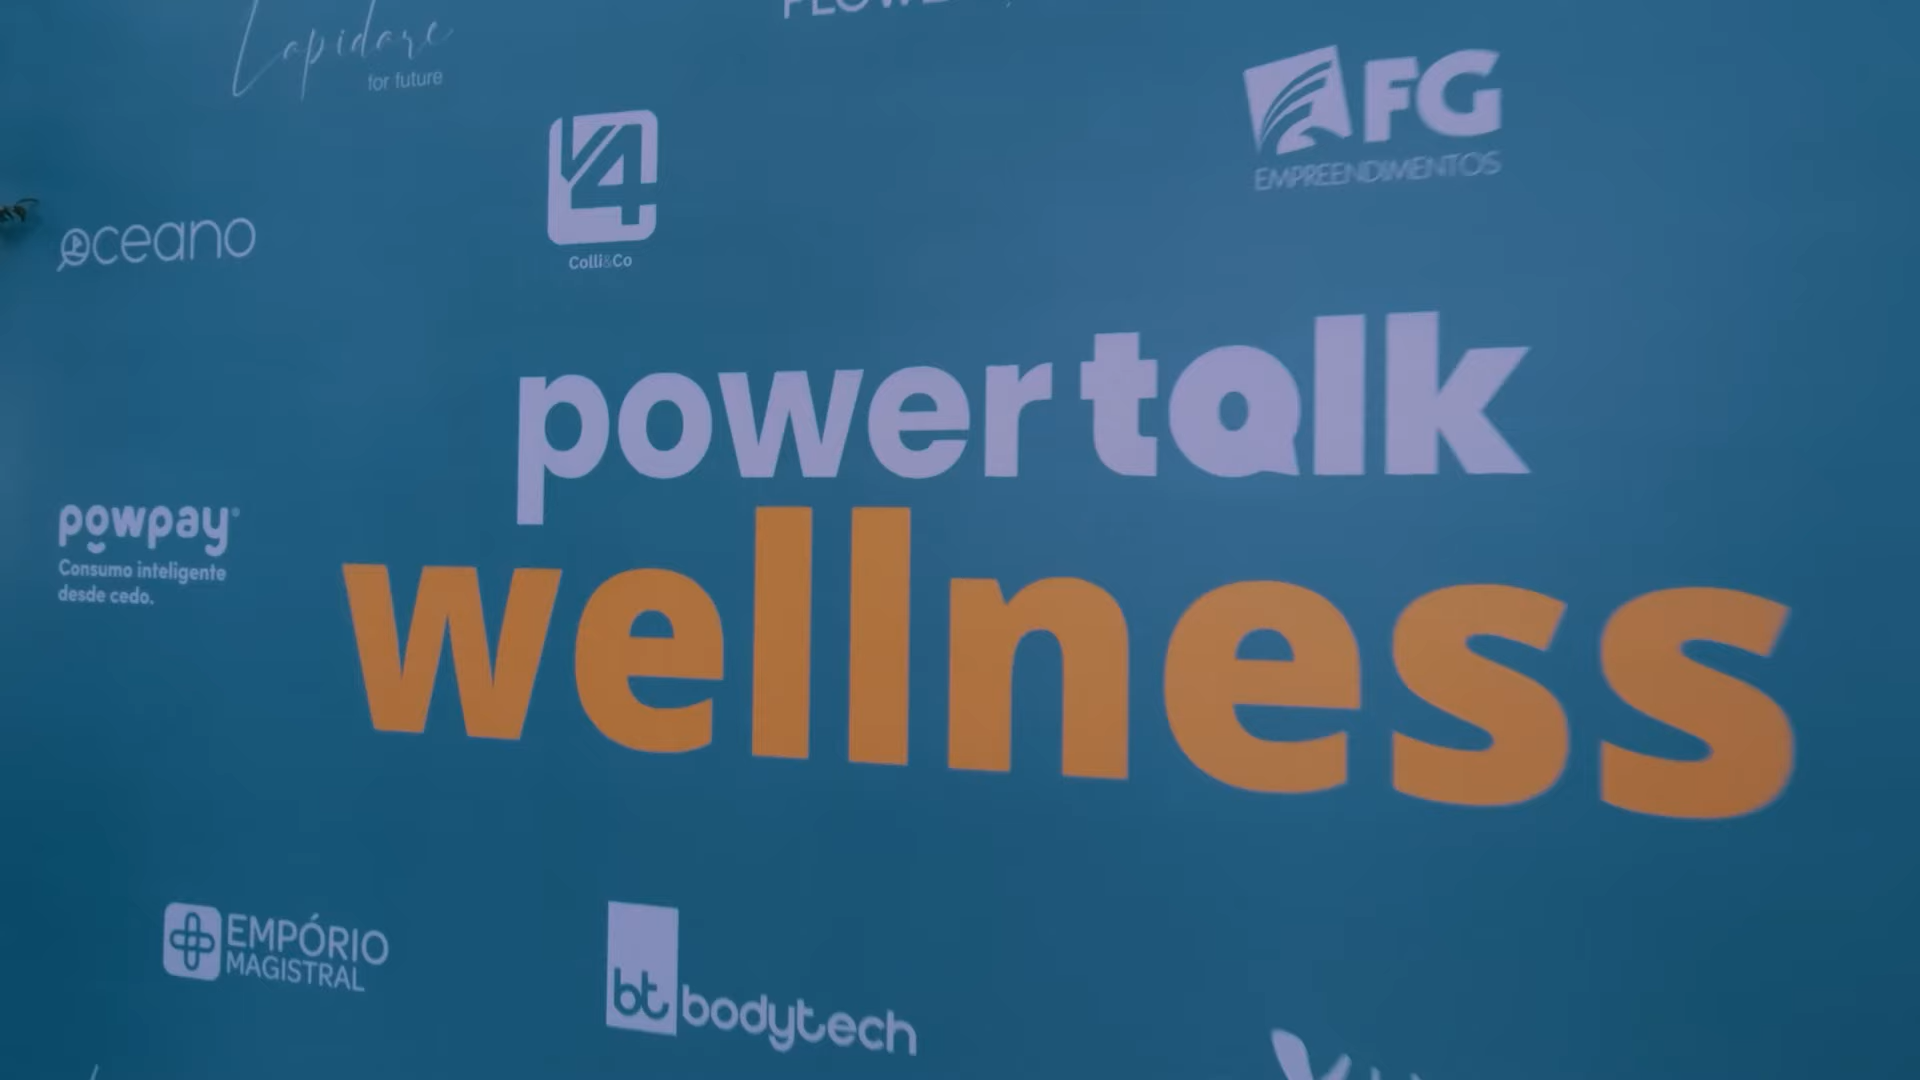 Lapidare
for future
V4
Colli&Co
FG
EMPREENDIMENTOS
oceano
power talk
wellness
powpay®
Consumo inteligente
desde cedo.
EMPÓRIO
MAGISTRAL
bt bodytech